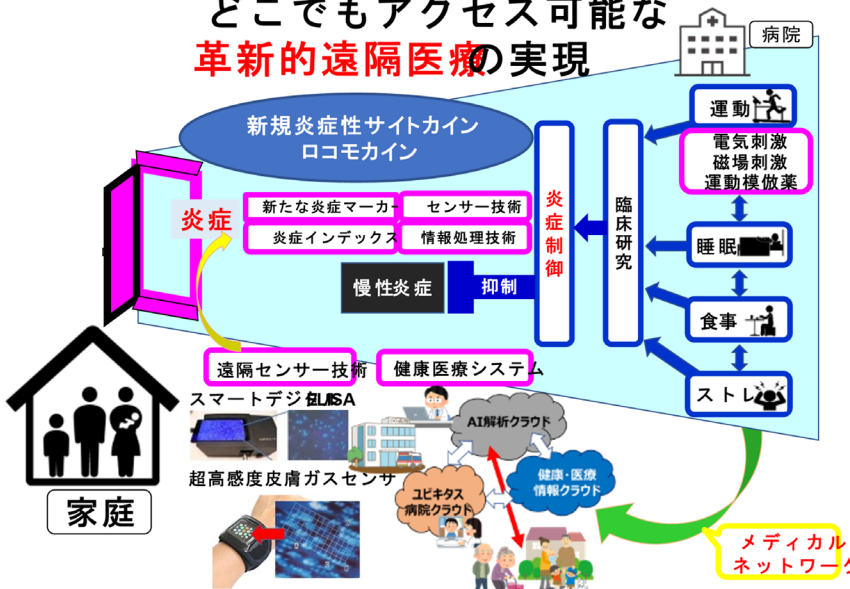 どこでもアクセス可能な
革新的遠隔医療の実現
病院
新規炎症性サイトカイン
ロコモカイン
運動
電気刺激
磁場刺激
運動模倣薬
炎症
新たな炎症マーカー
センサー技術
炎症インデックス
情報処理技術
炎症制御
臨床研究
睡眠
慢性炎症
抑制
食事
遠隔センサー技術
健康医療システム
ストレ
スマートデジタル
ELISA
AI解析クラウド
超高感度皮膚ガスセンサ
健康・医療
情報クラウド
ユビキタス
病院クラウド
家庭
メディカル
ネットワーク